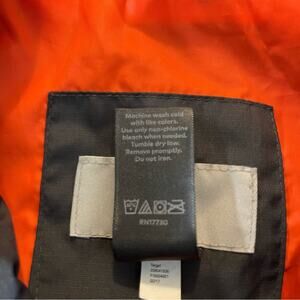 Machine wash cold
with like colors.
Use only non-chlorine
bleach when needed.
Tumble dry low.
Remove promptly.
Do not iron.
RN17730
Target